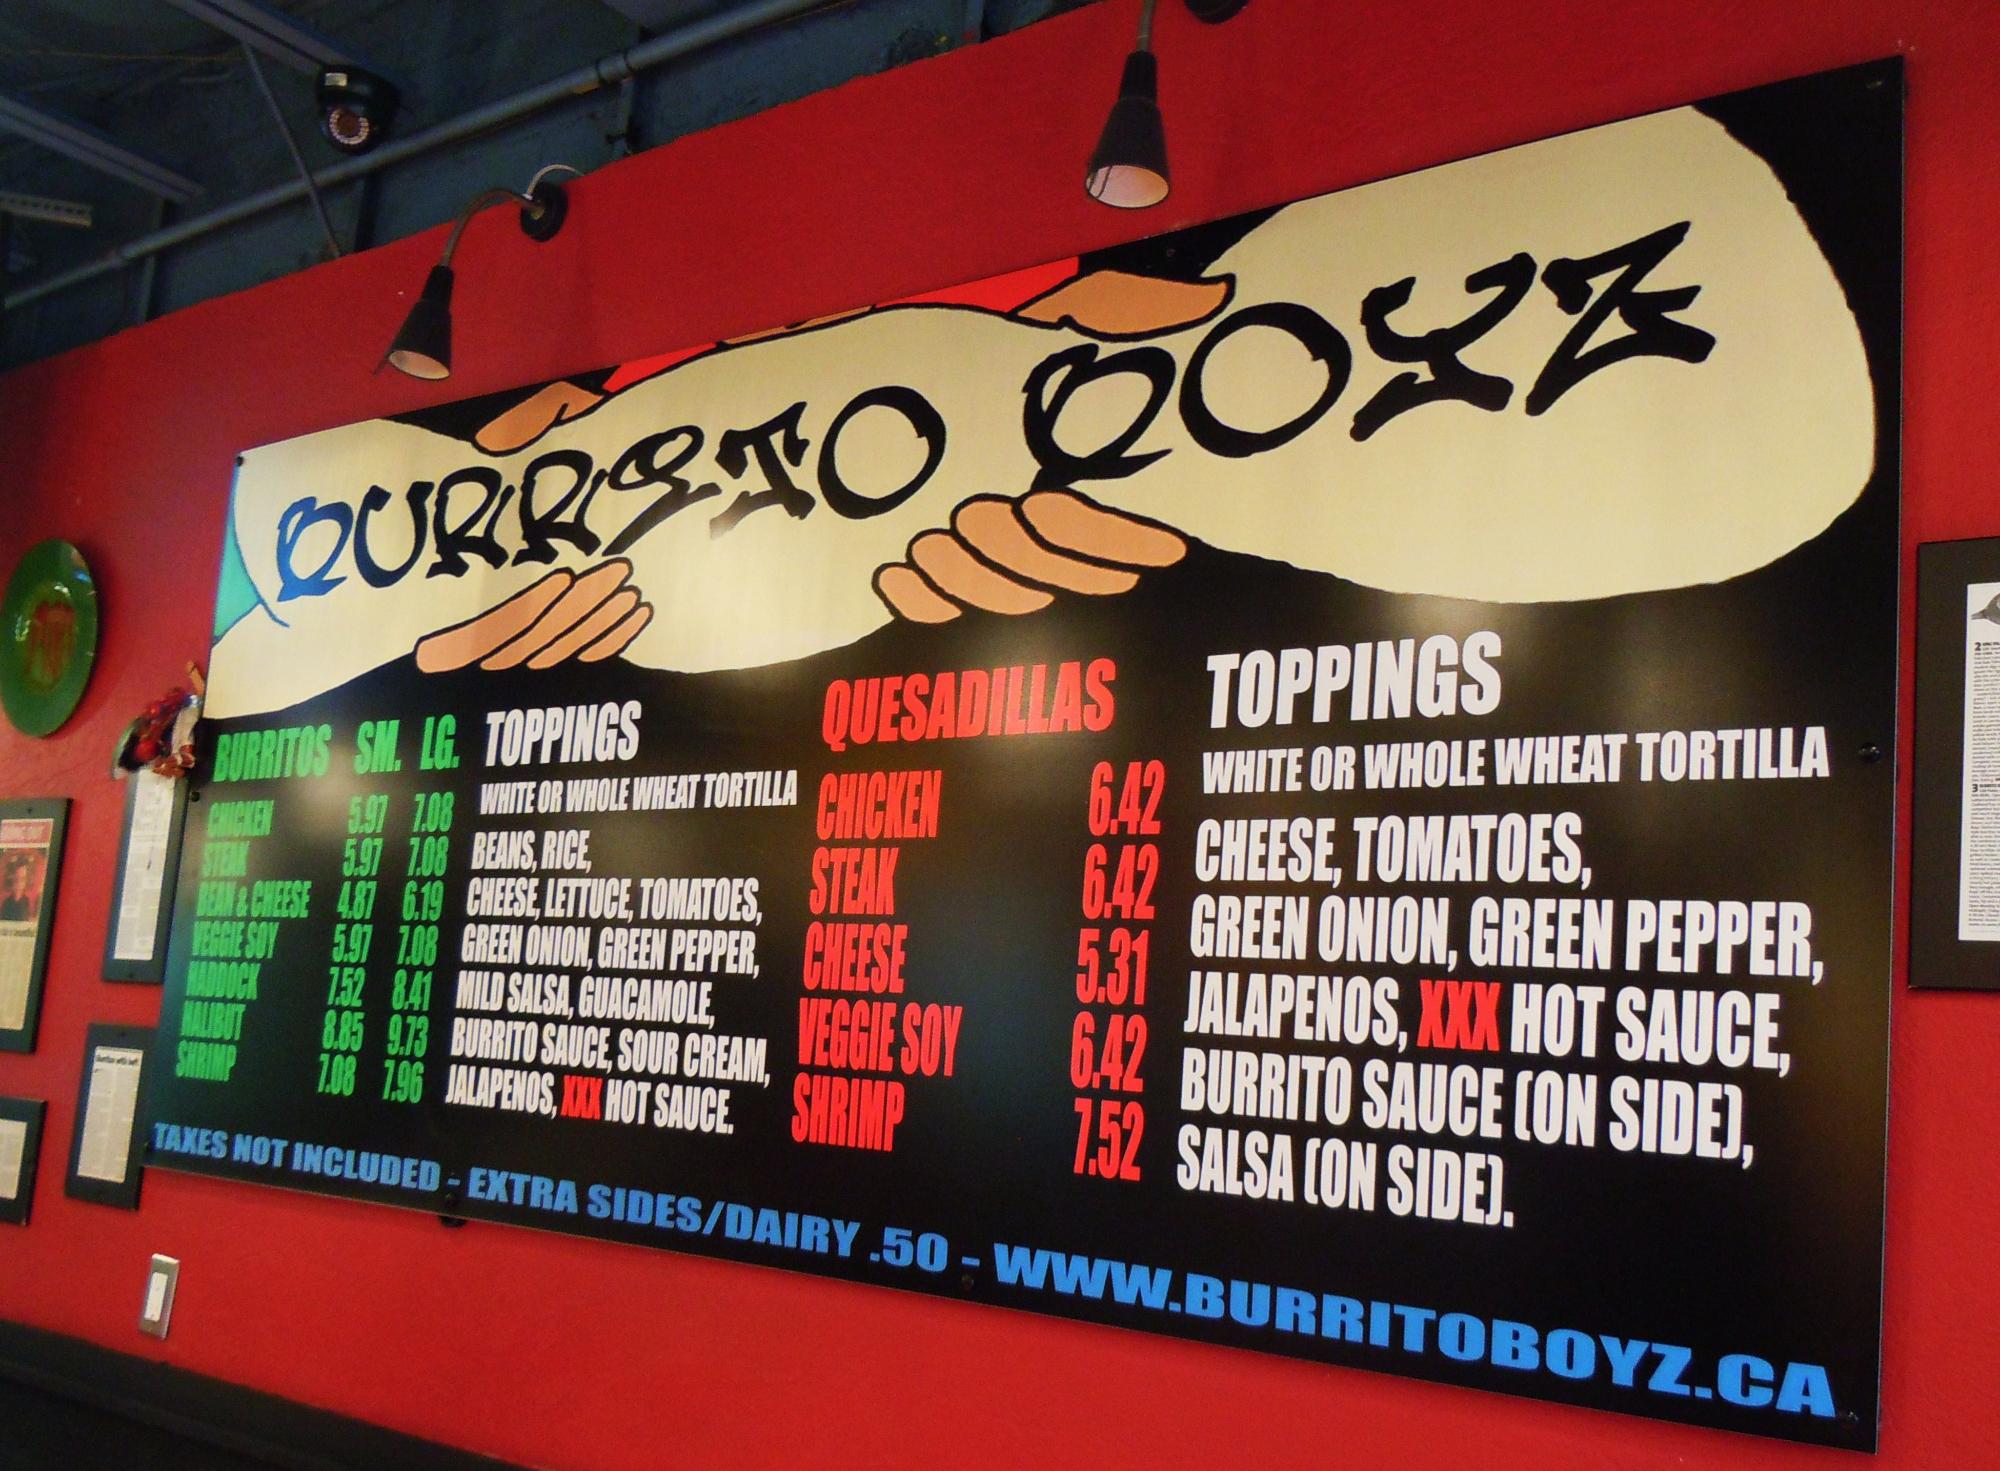 BURRITO BOYZ
BURRITOS SM. LG.
CHICKEN 5.97 7.08
STEAK 5.97 7.08
BEAN & CHEESE 4.87 6.19
VEGGIE SOY 5.97 7.08
HADDOCK 7.52 8.41
HALIBUT 8.85 9.73
SHRIMP 7.08 7.96
TOPPINGS
WHITE OR WHOLE WHEAT TORTILLA
BEANS, RICE,
CHEESE, LETTUCE, TOMATOES,
GREEN ONION, GREEN PEPPER,
MILD SALSA, GUACAMOLE,
BURRITO SAUCE, SOUR CREAM,
JALAPENOS, XXX HOT SAUCE.
QUESADILLAS
CHICKEN 6.42
STEAK 6.42
CHEESE 5.31
VEGGIE SOY 6.42
SHRIMP 7.52
TOPPINGS
WHITE OR WHOLE WHEAT TORTILLA
CHEESE, TOMATOES,
GREEN ONION, GREEN PEPPER,
JALAPENOS, XXX HOT SAUCE,
BURRITO SAUCE (ON SIDE),
SALSA (ON SIDE).
TAXES NOT INCLUDED - EXTRA SIDES/DAIRY .50 - WWW.BURRITOBOYZ.CA